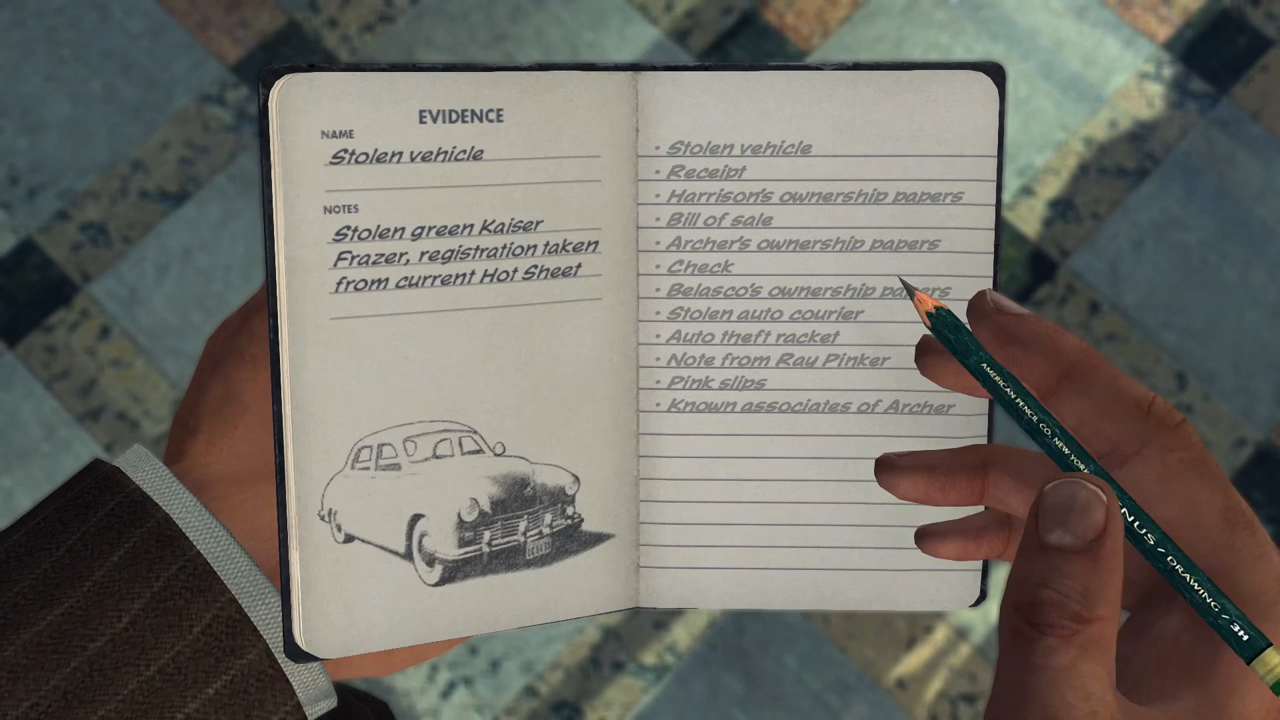 EVIDENCE
NAME
Stolen vehicle
NOTES
Stolen green Kaiser
Frazer, registration taken
from current Hot Sheet
• Stolen vehicle
• Receipt
• Harrison's ownership papers
• Bill of sale
• Archer's ownership papers
• Check
• Belasco's ownership papers
• Stolen auto courier
• Auto theft racket
• Note from Ray Pinker
• Pink slips
• Known associates of Archer
AMERICAN PENCIL CO. NEW YORK
NUS / DRAWING / 3H